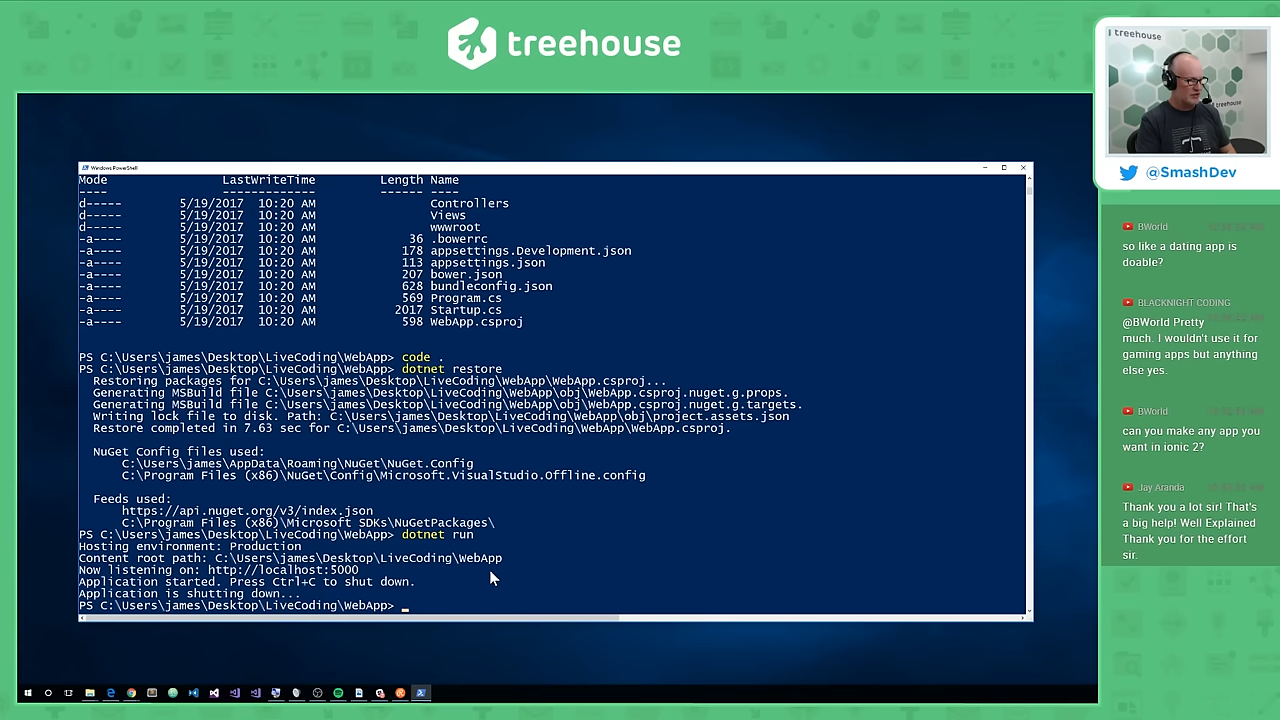 treehouse
treehouse
treehouse
@SmashDev
Windows PowerShell
Mode LastWriteTime Length Name
---- ------------- ------ ----
d----- 5/19/2017 10:20 AM Controllers
d----- 5/19/2017 10:20 AM Views
d----- 5/19/2017 10:20 AM wwwroot
-a---- 5/19/2017 10:20 AM 36 .bowerrc
-a---- 5/19/2017 10:20 AM 178 appsettings.Development.json
-a---- 5/19/2017 10:20 AM 113 appsettings.json
-a---- 5/19/2017 10:20 AM 207 bower.json
-a---- 5/19/2017 10:20 AM 628 bundleconfig.json
-a---- 5/19/2017 10:20 AM 569 Program.cs
-a---- 5/19/2017 10:20 AM 2017 Startup.cs
-a---- 5/19/2017 10:20 AM 598 WebApp.csproj
PS C:\Users\james\Desktop\LiveCoding\WebApp> code .
PS C:\Users\james\Desktop\LiveCoding\WebApp> dotnet restore
Restoring packages for C:\Users\james\Desktop\LiveCoding\WebApp\WebApp.csproj...
Generating MSBuild file C:\Users\james\Desktop\LiveCoding\WebApp\obj\WebApp.csproj.nuget.g.props.
Generating MSBuild file C:\Users\james\Desktop\LiveCoding\WebApp\obj\WebApp.csproj.nuget.g.targets.
Writing lock file to disk. Path: C:\Users\james\Desktop\LiveCoding\WebApp\obj\project.assets.json
Restore completed in 7.63 sec for C:\Users\james\Desktop\LiveCoding\WebApp\WebApp.csproj.
NuGet Config files used:
C:\Users\james\AppData\Roaming\NuGet\NuGet.Config
C:\Program Files (x86)\NuGet\Config\Microsoft.VisualStudio.Offline.config
Feeds used:
https://api.nuget.org/v3/index.json
C:\Program Files (x86)\Microsoft SDKs\NuGetPackages\
PS C:\Users\james\Desktop\LiveCoding\WebApp> dotnet run
Hosting environment: Production
Content root path: C:\Users\james\Desktop\LiveCoding\WebApp
Now listening on: http://localhost:5000
Application started. Press Ctrl+C to shut down.
Application is shutting down...
PS C:\Users\james\Desktop\LiveCoding\WebApp> _
BWorld
so like a dating app is
doable?
BLACKNIGHT CODING
@BWorld Pretty
much. I wouldn't use it for
gaming apps but anything
else yes.
BWorld
can you make any app you
want in ionic 2?
Jay Aranda
Thank you a lot sir! That's
a big help! Well Explained
Thank you for the effort
sir.